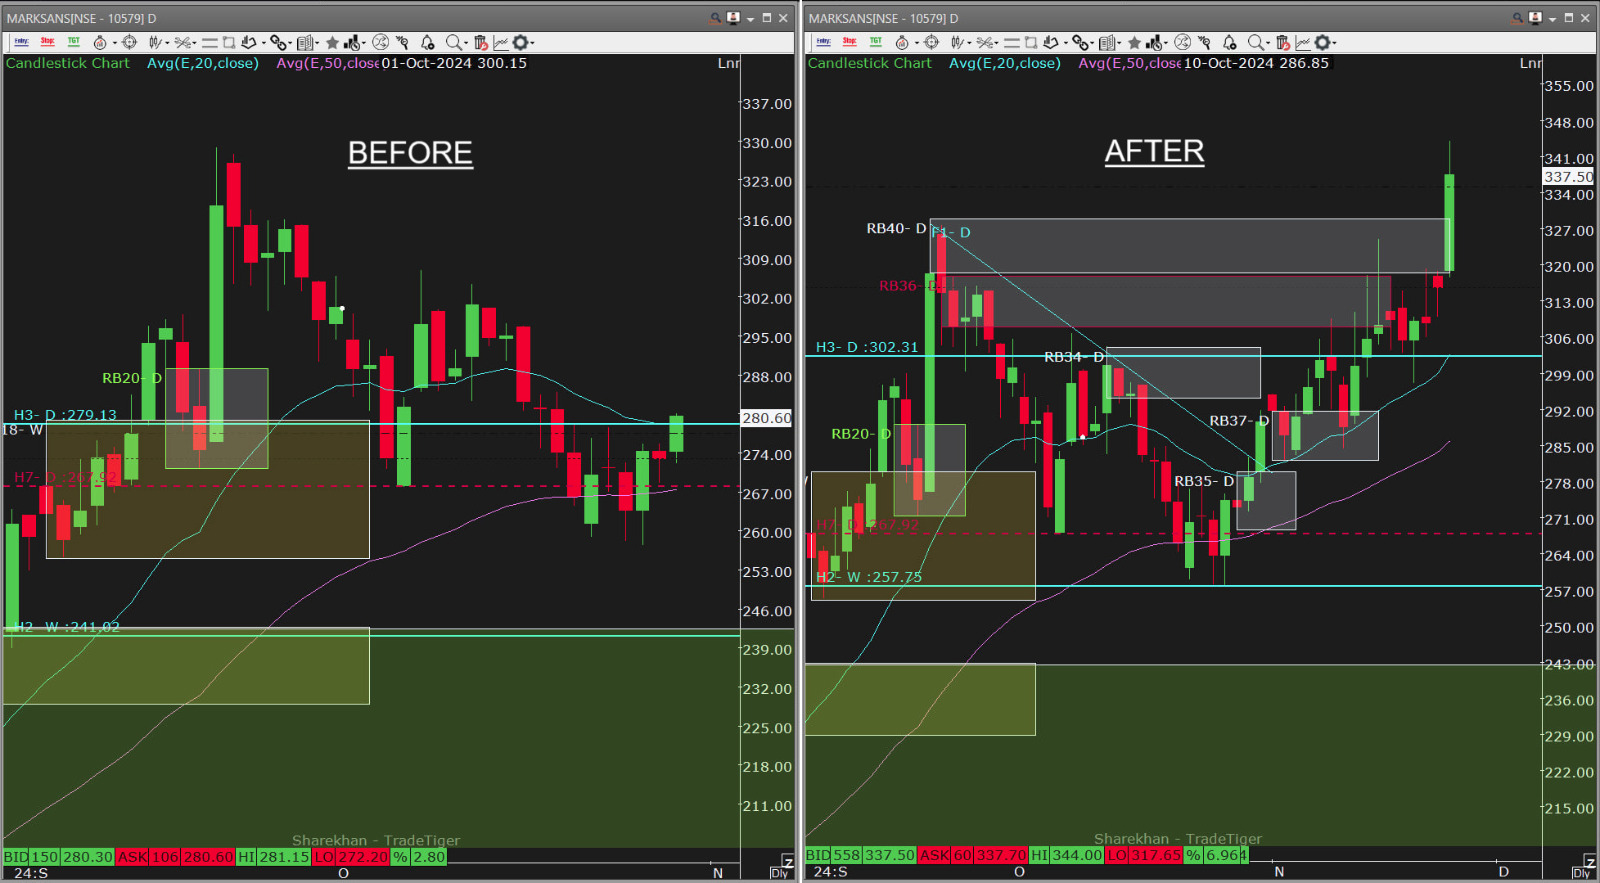 MARKSANS[NSE - 10579] D
Entry: Stop: TGT
Candlestick Chart Avg(E,20,close) Avg(E,50,close 01-Oct-2024 300.15 Lnr
BEFORE
337.00
330.00
323.00
316.00
309.00
302.00
295.00
288.00
280.60
274.00
267.00
260.00
253.00
246.00
239.00
232.00
225.00
218.00
211.00
RB20- D
H3- D :279.13
18- W
H7- D :267.92
H2- W :241.02
Sharekhan - TradeTiger
BID 150 280.30 ASK 106 280.60 HI 281.15 LO 272.20 % 2.80
24:S O N Dly
Z
MARKSANS[NSE - 10579] D
Entry: Stop: TGT
Candlestick Chart Avg(E,20,close) Avg(E,50,close 10-Oct-2024 286.85 Lnr
AFTER
355.00
348.00
341.00
337.50
334.00
327.00
320.00
313.00
306.00
299.00
292.00
285.00
278.00
271.00
264.00
257.00
250.00
243.00
236.00
229.00
222.00
215.00
RB40- D
F1- D
RB36- D
H3- D :302.31
RB34- D
RB37- D
RB20- D
RB35- D
H7- D :267.92
H2- W :257.75
Sharekhan - TradeTiger
BID 558 337.50 ASK 60 337.70 HI 344.00 LO 317.65 % 6.964
24:S O N D Dly
Z